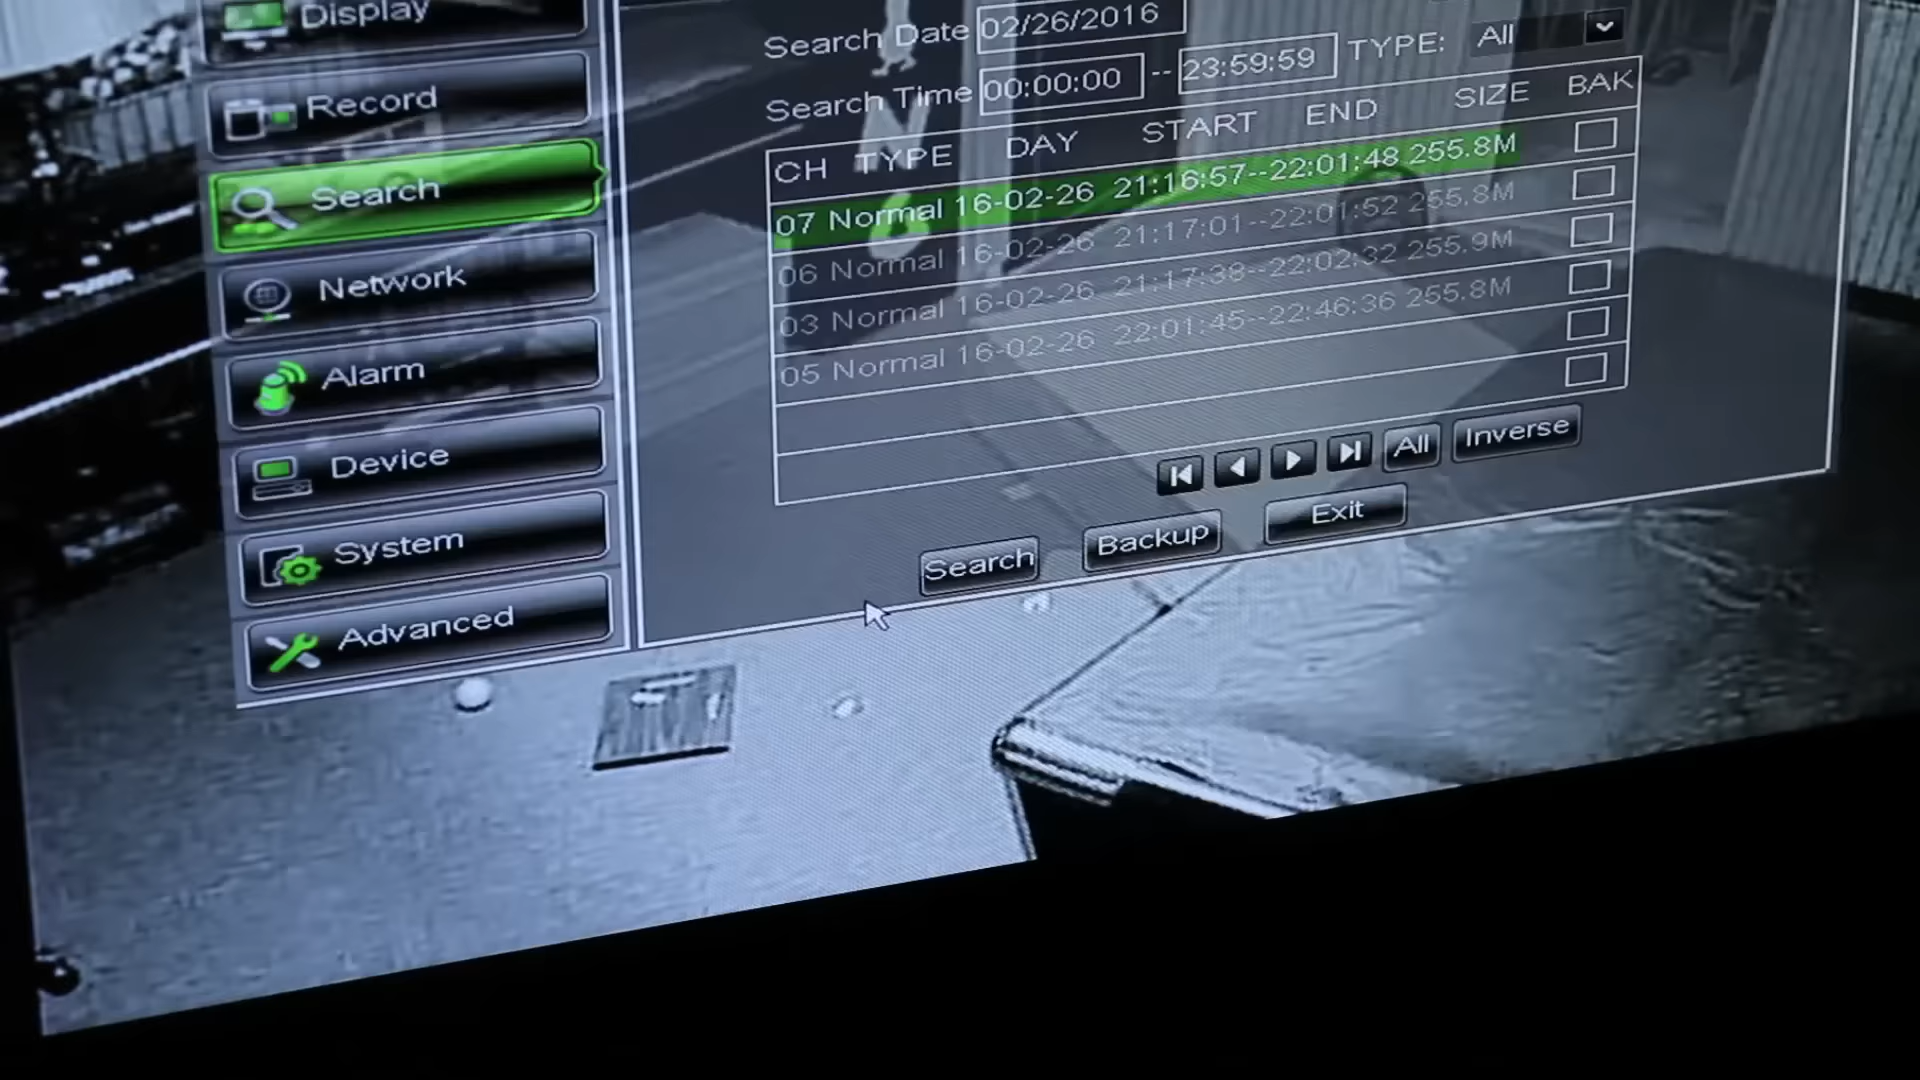 Display
Record
Search
Network
Alarm
Device
System
Advanced
Search Date 02/26/2016
Search Time 00:00:00 -- 23:59:59 TYPE: All
CH TYPE DAY START END SIZE BAK
07 Normal 16-02-26 21:16:57--22:01:48 255.8M
06 Normal 16-02-26 21:17:01--22:01:52 255.8M
03 Normal 16-02-26 21:17:38--22:02:32 255.9M
05 Normal 16-02-26 22:01:45--22:46:36 255.8M
All Inverse
Search Backup Exit